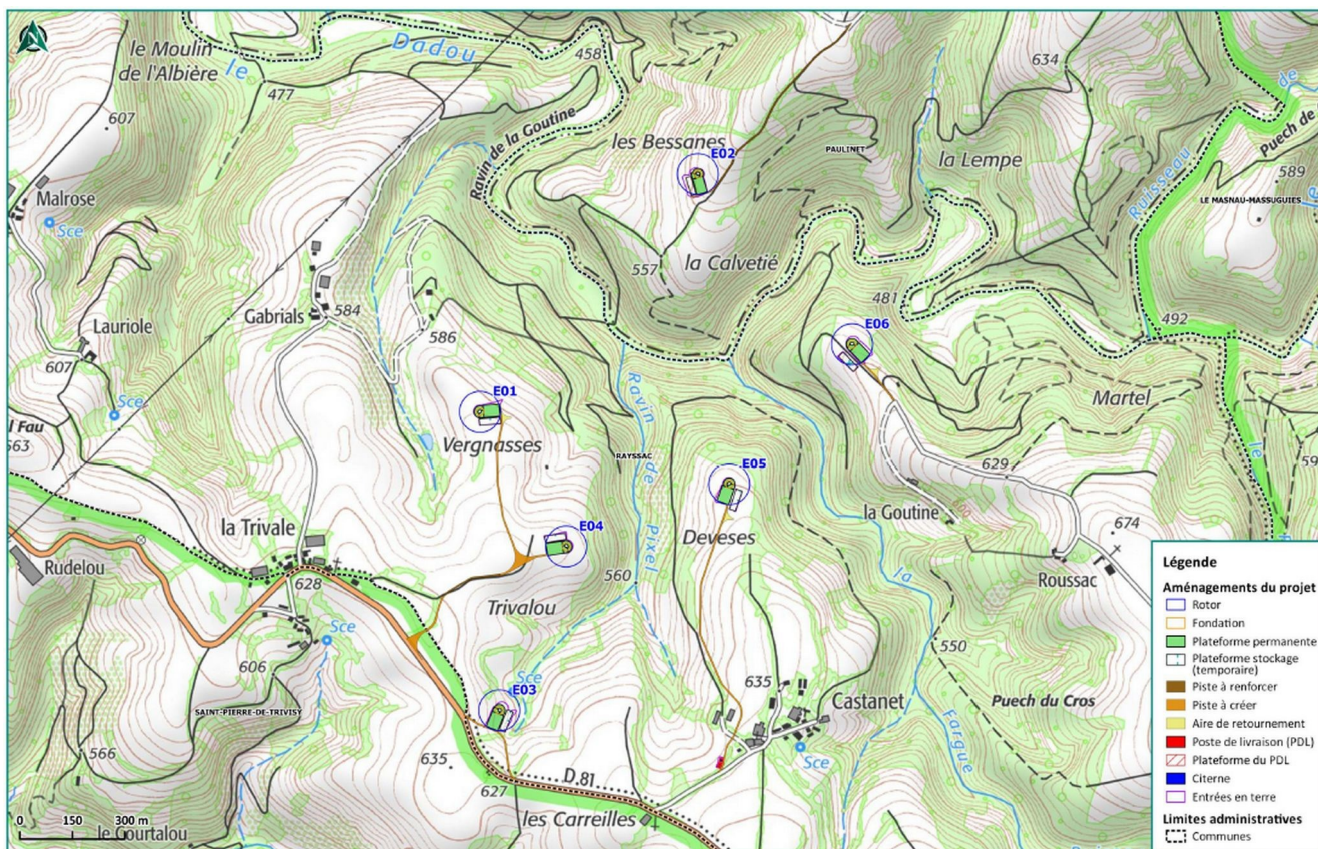 le Moulin
de l'Albière
le Dadou
458
477
607
634
les Bessanes
E02
PAULINET
la Lempe
Ruisseau
de
Puech de
589
LE MASNAU-MASSUGUIES
Malrose
Sce
Ravin de la Goutine
557
la Calvetié
481
492
Gabrials
584
586
Lauriole
607
Sce
E06
E01
Vergnasses
Ravin de Pixel
RAYSSAC
Martel
563
E05
Deveses
629
la Goutine
674
la Trivale
Rudelou
628
E04
Trivalou
560
Roussac
Sce
606
SAINT-PIERRE-DE-TRIVISY
Sce
E03
635
Castanet
Sce
la Fargue
550
Puech du Cros
566
635
627
D.81
les Carreilles
le Gourtalou
0 150 300 m
Légende
Aménagements du projet
Rotor
Fondation
Plateforme permanente
Plateforme stockage
(temporaire)
Piste à renforcer
Piste à créer
Aire de retournement
Poste de livraison (PDL)
Plateforme du PDL
Citerne
Entrées en terre
Limites administratives
Communes